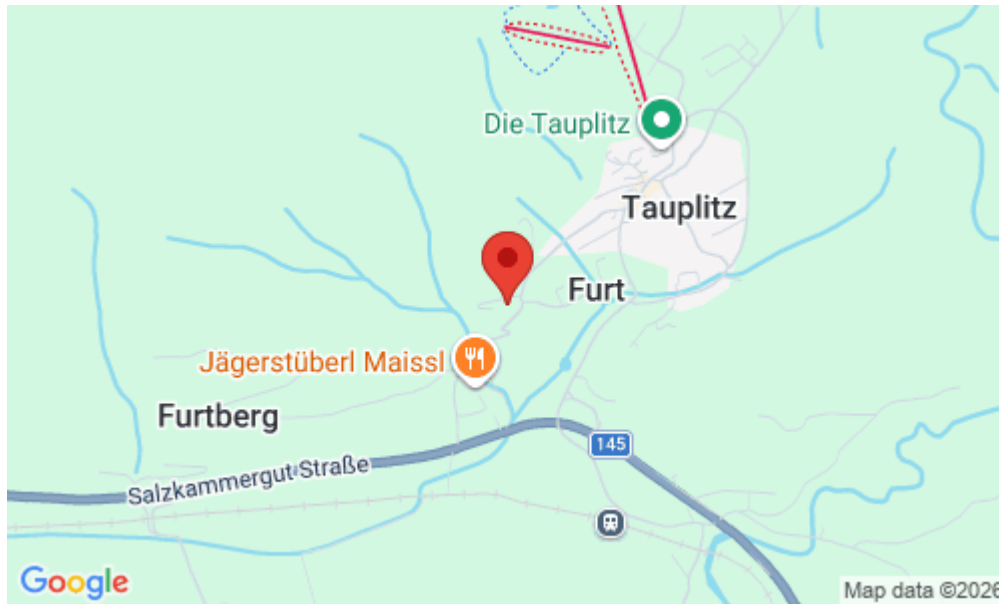 Die Tauplitz
Tauplitz
Furt
Jägerstüberl Maissl
Furtberg
145
Salzkammergut Straße
Google
Map data ©2026